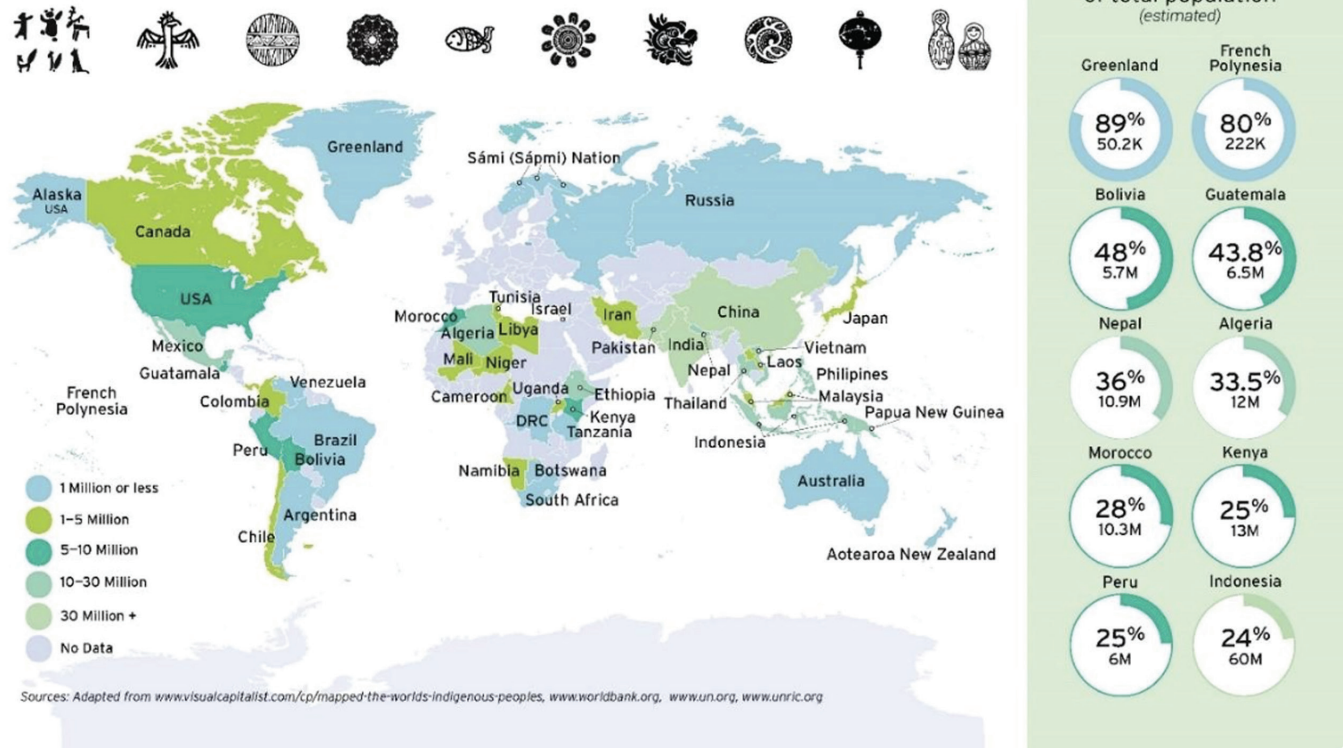 of total population
(estimated)
Greenland
Alaska
USA
Canada
USA
Mexico
Guatamala
Venezuela
Colombia
French
Polynesia
Peru
Brazil
Bolivia
Argentina
Chile
Sámi (Sápmi) Nation
Russia
Tunisia
Israel
Morocco
Algeria
Libya
Mali
Niger
Cameroon
Uganda
Ethiopia
DRC
Kenya
Tanzania
Namibia
Botswana
South Africa
Iran
China
Japan
Pakistan
India
Nepal
Vietnam
Laos
Philipines
Thailand
Malaysia
Indonesia
Papua New Guinea
Australia
Aotearoa New Zealand
1 Million or less
1–5 Million
5–10 Million
10–30 Million
30 Million +
No Data
Sources: Adapted from www.visualcapitalist.com/cp/mapped-the-worlds-indigenous-peoples, www.worldbank.org, www.un.org, www.unric.org
Greenland
89%
50.2K
French
Polynesia
80%
222K
Bolivia
48%
5.7M
Guatemala
43.8%
6.5M
Nepal
36%
10.9M
Algeria
33.5%
12M
Morocco
28%
10.3M
Kenya
25%
13M
Peru
25%
6M
Indonesia
24%
60M